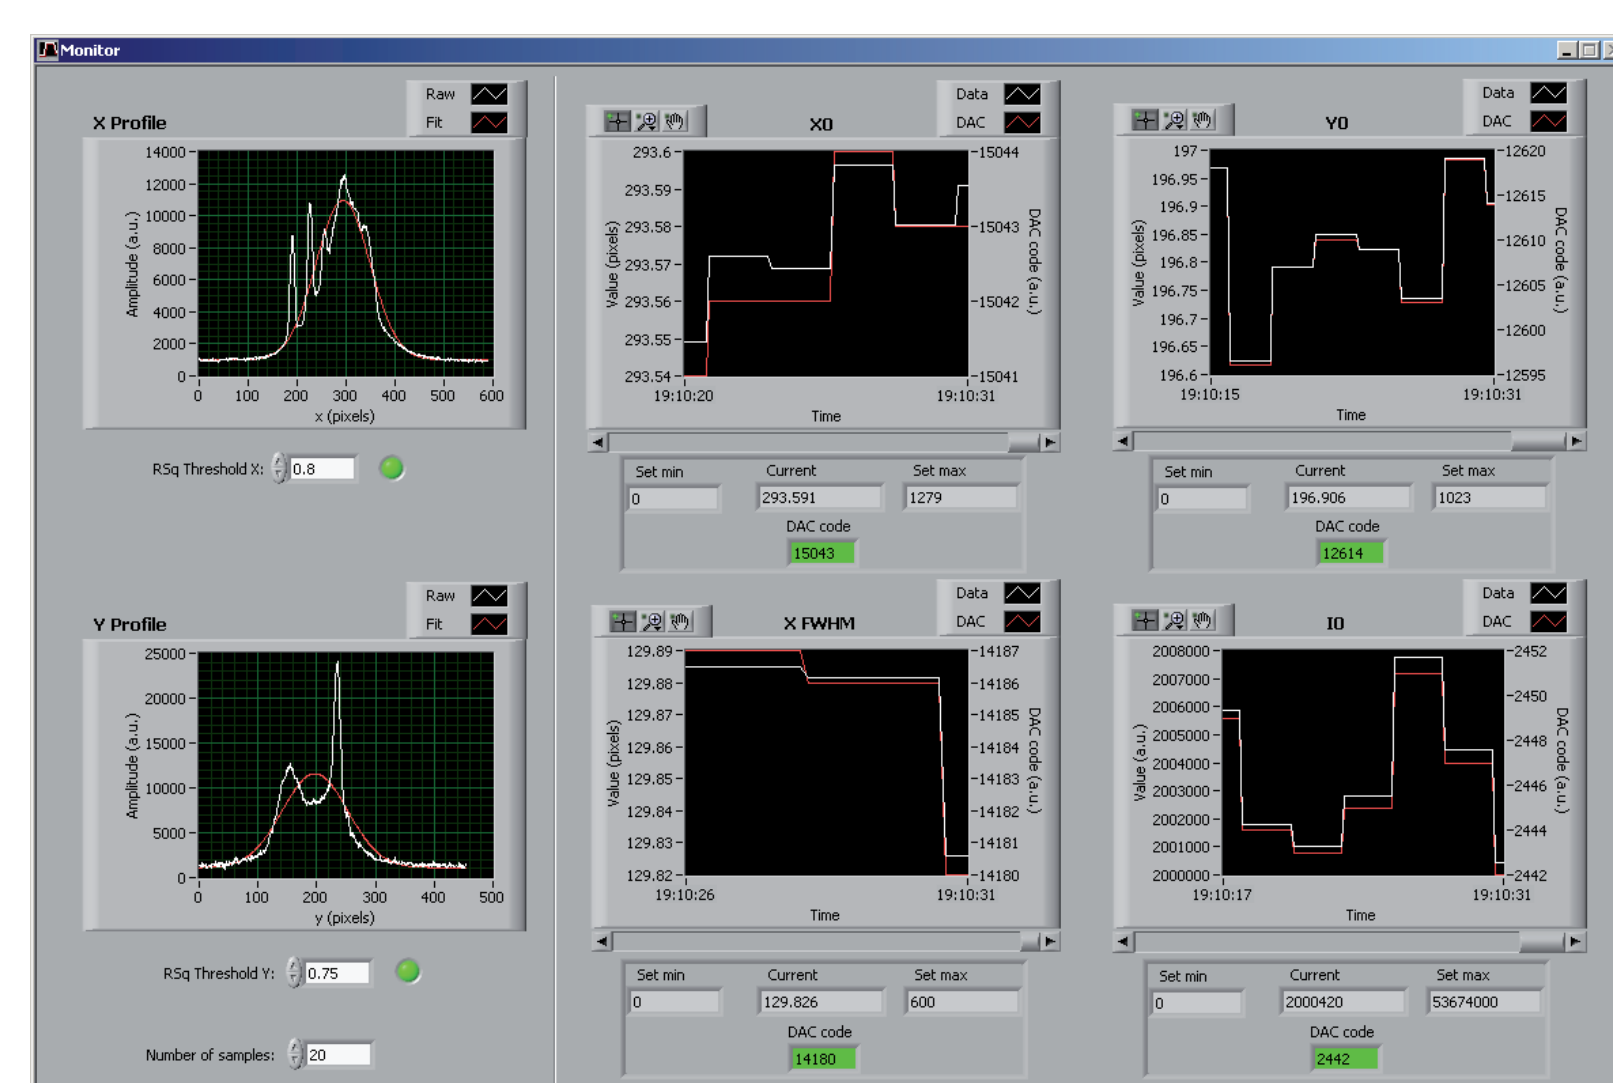 Monitor
X Profile
Raw
Fit
14000
12000
10000
8000
6000
4000
2000
0
Amplitude (a.u.)
0 100 200 300 400 500 600
x (pixels)
RSq Threshold X: 0.8
Y Profile
Raw
Fit
25000
20000
15000
10000
5000
0
Amplitude (a.u.)
0 100 200 300 400 500
y (pixels)
RSq Threshold Y: 0.75
Number of samples: 20
X0
Data
DAC
293.6
293.59
293.58
293.57
293.56
293.55
293.54
Value (pixels)
15044
15043
15042
15041
DAC code (a.u.)
19:10:20 19:10:31
Time
Set min Current Set max
0 293.591 1279
DAC code
15043
Y0
Data
DAC
197
196.95
196.9
196.85
196.8
196.75
196.7
196.65
196.6
Value (pixels)
12620
12615
12610
12605
12600
12595
DAC code (a.u.)
19:10:15 19:10:31
Time
Set min Current Set max
0 196.906 1023
DAC code
12614
X FWHM
Data
DAC
129.89
129.88
129.87
129.86
129.85
129.84
129.83
129.82
Value (pixels)
14187
14186
14185
14184
14183
14182
14181
14180
DAC code (a.u.)
19:10:26 19:10:31
Time
Set min Current Set max
0 129.826 600
DAC code
14180
I0
Data
DAC
2008000
2007000
2006000
2005000
2004000
2003000
2002000
2001000
2000000
Value (a.u.)
2452
2450
2448
2446
2444
2442
DAC code (a.u.)
19:10:17 19:10:31
Time
Set min Current Set max
0 2000420 53674000
DAC code
2442